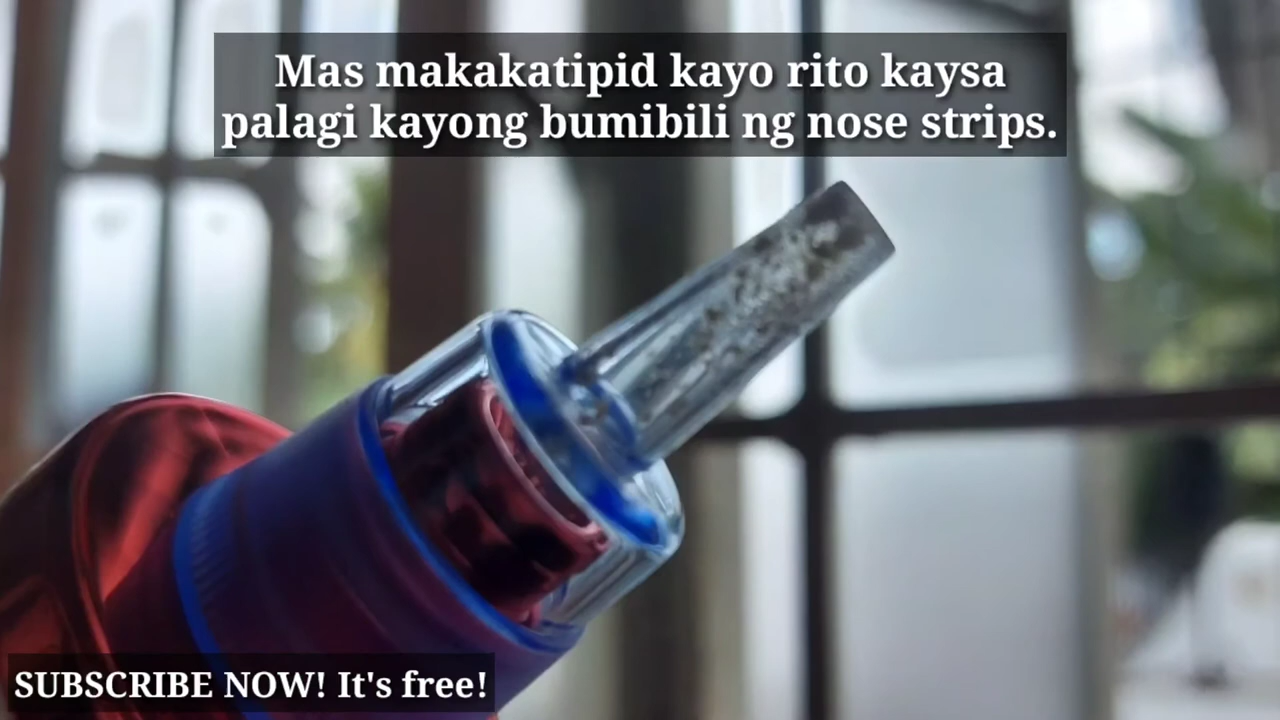 Mas makakatipid kayo rito kaysa
palagi kayong bumibili ng nose strips.
SUBSCRIBE NOW! It's free!